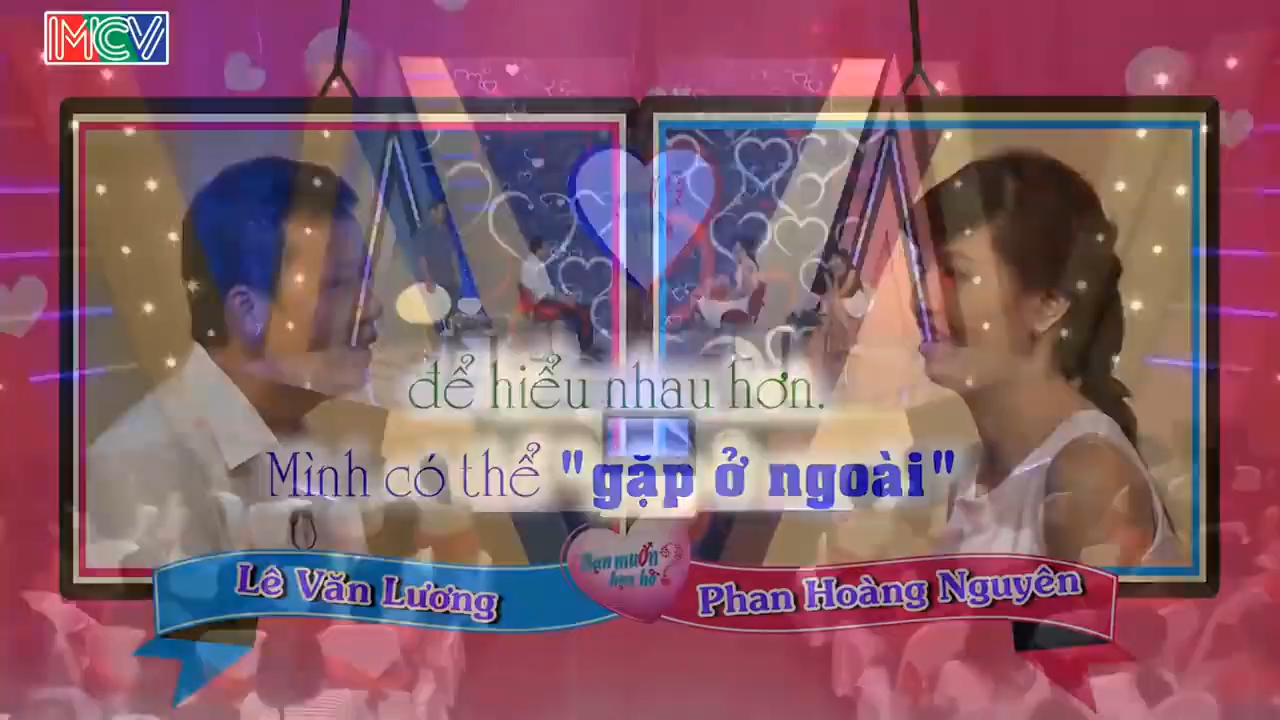 MCV
để hiểu nhau hơn.
Mình có thể "gặp ở ngoài"
Bạn muốn
hẹn hò
Lê Văn Lương
Phan Hoàng Nguyên